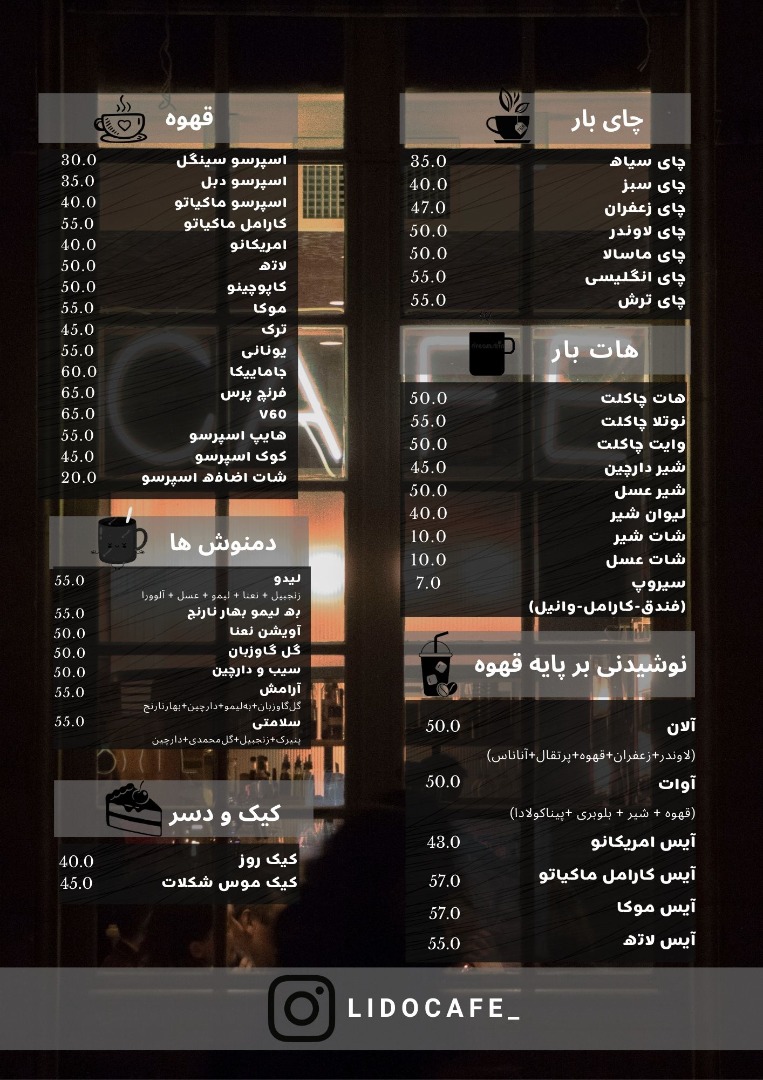 چای بار
چای سیاه 35.0
چای سبز 40.0
چای زعفران 47.0
چای لاوندر 50.0
چای ماسالا 50.0
چای انگلیسی 55.0
چای ترش 55.0
هات بار
هات چاکلت 50.0
نوتلا چاکلت 55.0
وایت چاکلت 50.0
شیر دارچین 45.0
شیر عسل 50.0
لیوان شیر 40.0
شات شیر 10.0
شات عسل 10.0
سیروپ 7.0
(فندق-کارامل-وانیل)
نوشیدنی بر پایه قهوه
آلان 50.0
(لاوندر+زعفران+قهوه+پرتقال+آناناس)
آوات 50.0
(قهوه + شیر + بلوبری +پیناکولادا)
آیس امریکانو 43.0
آیس کارامل ماکیاتو 57.0
آیس موکا 57.0
آیس لاته 55.0
قهوه
اسپرسو سینگل 30.0
اسپرسو دبل 35.0
اسپرسو ماکیاتو 40.0
کارامل ماکیاتو 55.0
امریکانو 40.0
لاته 50.0
کاپوچینو 50.0
موکا 55.0
ترک 45.0
یونانی 55.0
جاماییکا 60.0
فرنچ پرس 65.0
V60 65.0
هایپ اسپرسو 55.0
کوک اسپرسو 45.0
شات اضافه اسپرسو 20.0
دمنوش ها
لیدو 55.0
زنجبیل + نعنا + لیمو + عسل + آلوورا
به لیمو بهار نارنج 55.0
آویشن نعنا 50.0
گل گاوزبان 50.0
سیب و دارچین 50.0
آرامش 55.0
گل‌گاوزبان+به‌لیمو+دارچین+بهارنارنج
سلامتی 55.0
پنیرک+زنجبیل+گل‌محمدی+دارچین
کیک و دسر
کیک روز 40.0
کیک موس شکلات 45.0
CAFE
LIDOCAFE_